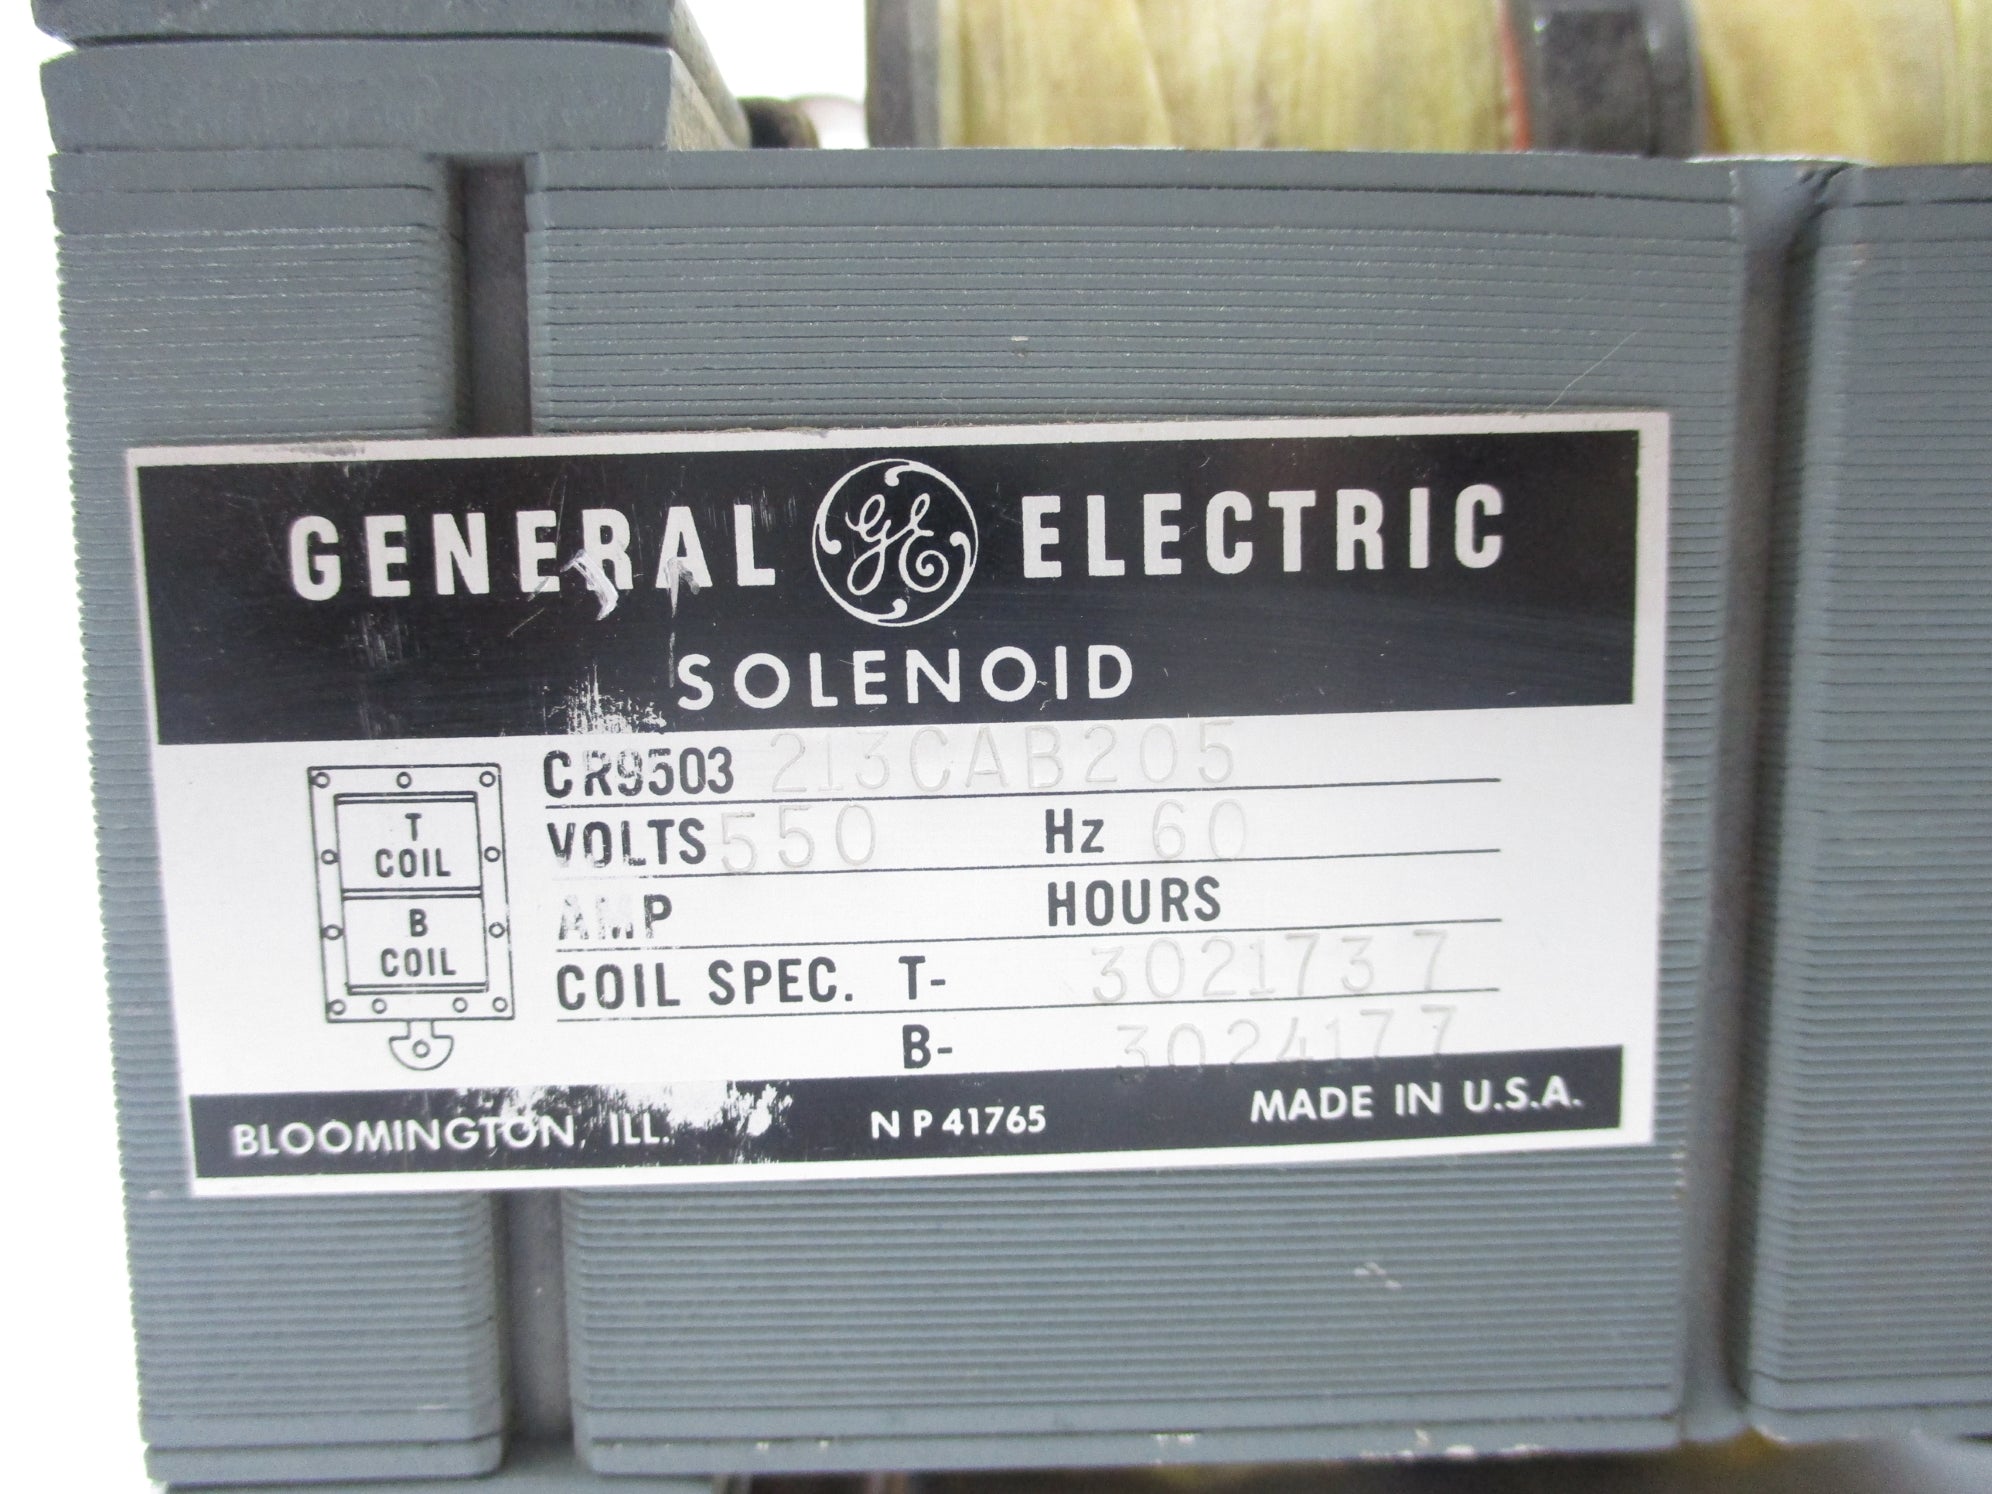 GENERAL GE ELECTRIC
SOLENOID
CR9503 213CAB205
VOLTS 550 Hz 60
AMP HOURS
COIL SPEC. T- 3021737
B- 3024177
T
COIL
B
COIL
BLOOMINGTON, ILL. NP41765 MADE IN U.S.A.